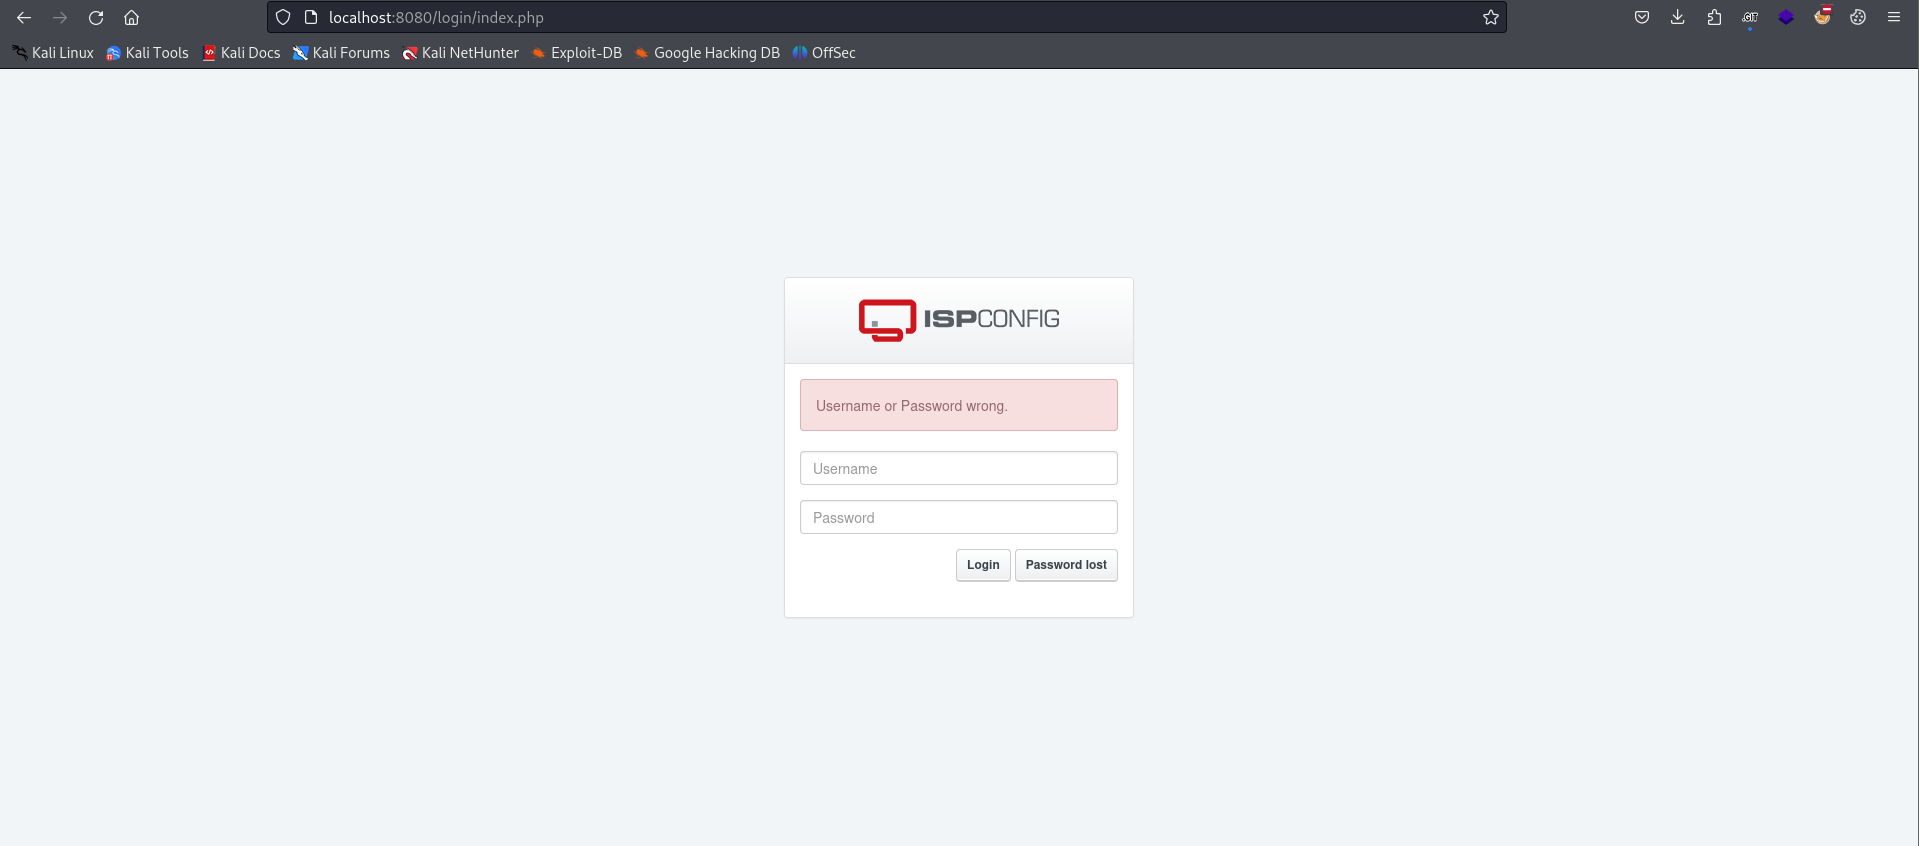 localhost:8080/login/index.php
.GIT
Kali Linux Kali Tools Kali Docs Kali Forums Kali NetHunter Exploit-DB Google Hacking DB OffSec
ISPCONFIG
Username or Password wrong.
Username
Password
Login Password lost